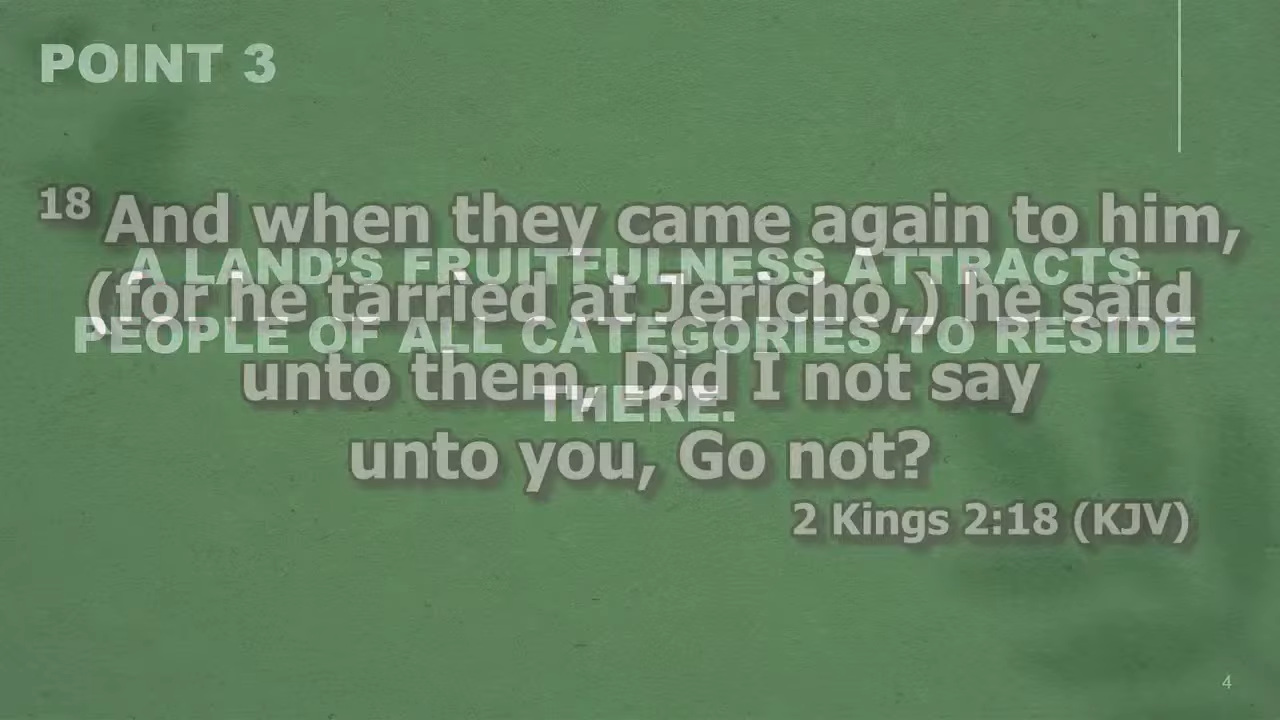 POINT 3
18 And when they came again to him,
A LAND’S FRUITFULNESS ATTRACTS
(for he tarried at Jericho,) he said
PEOPLE OF ALL CATEGORIES TO RESIDE
unto them, Did I not say
THERE.
unto you, Go not?
2 Kings 2:18 (KJV)
4